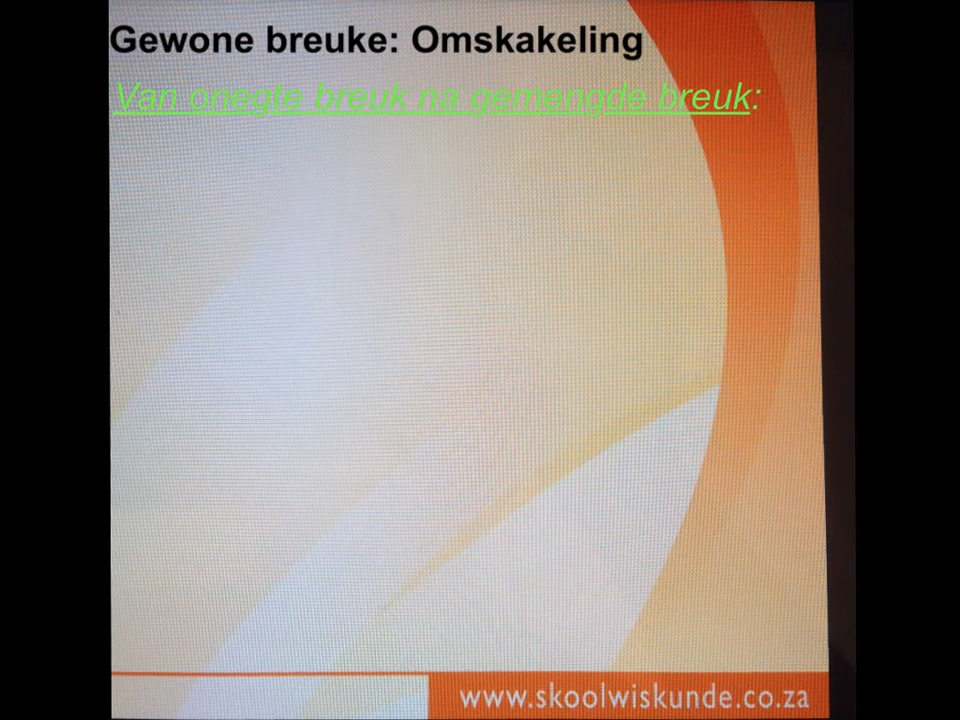 Gewone breuke: Omskakeling
Van onegte breuk na gemengde breuk:
www.skoolwiskunde.co.za